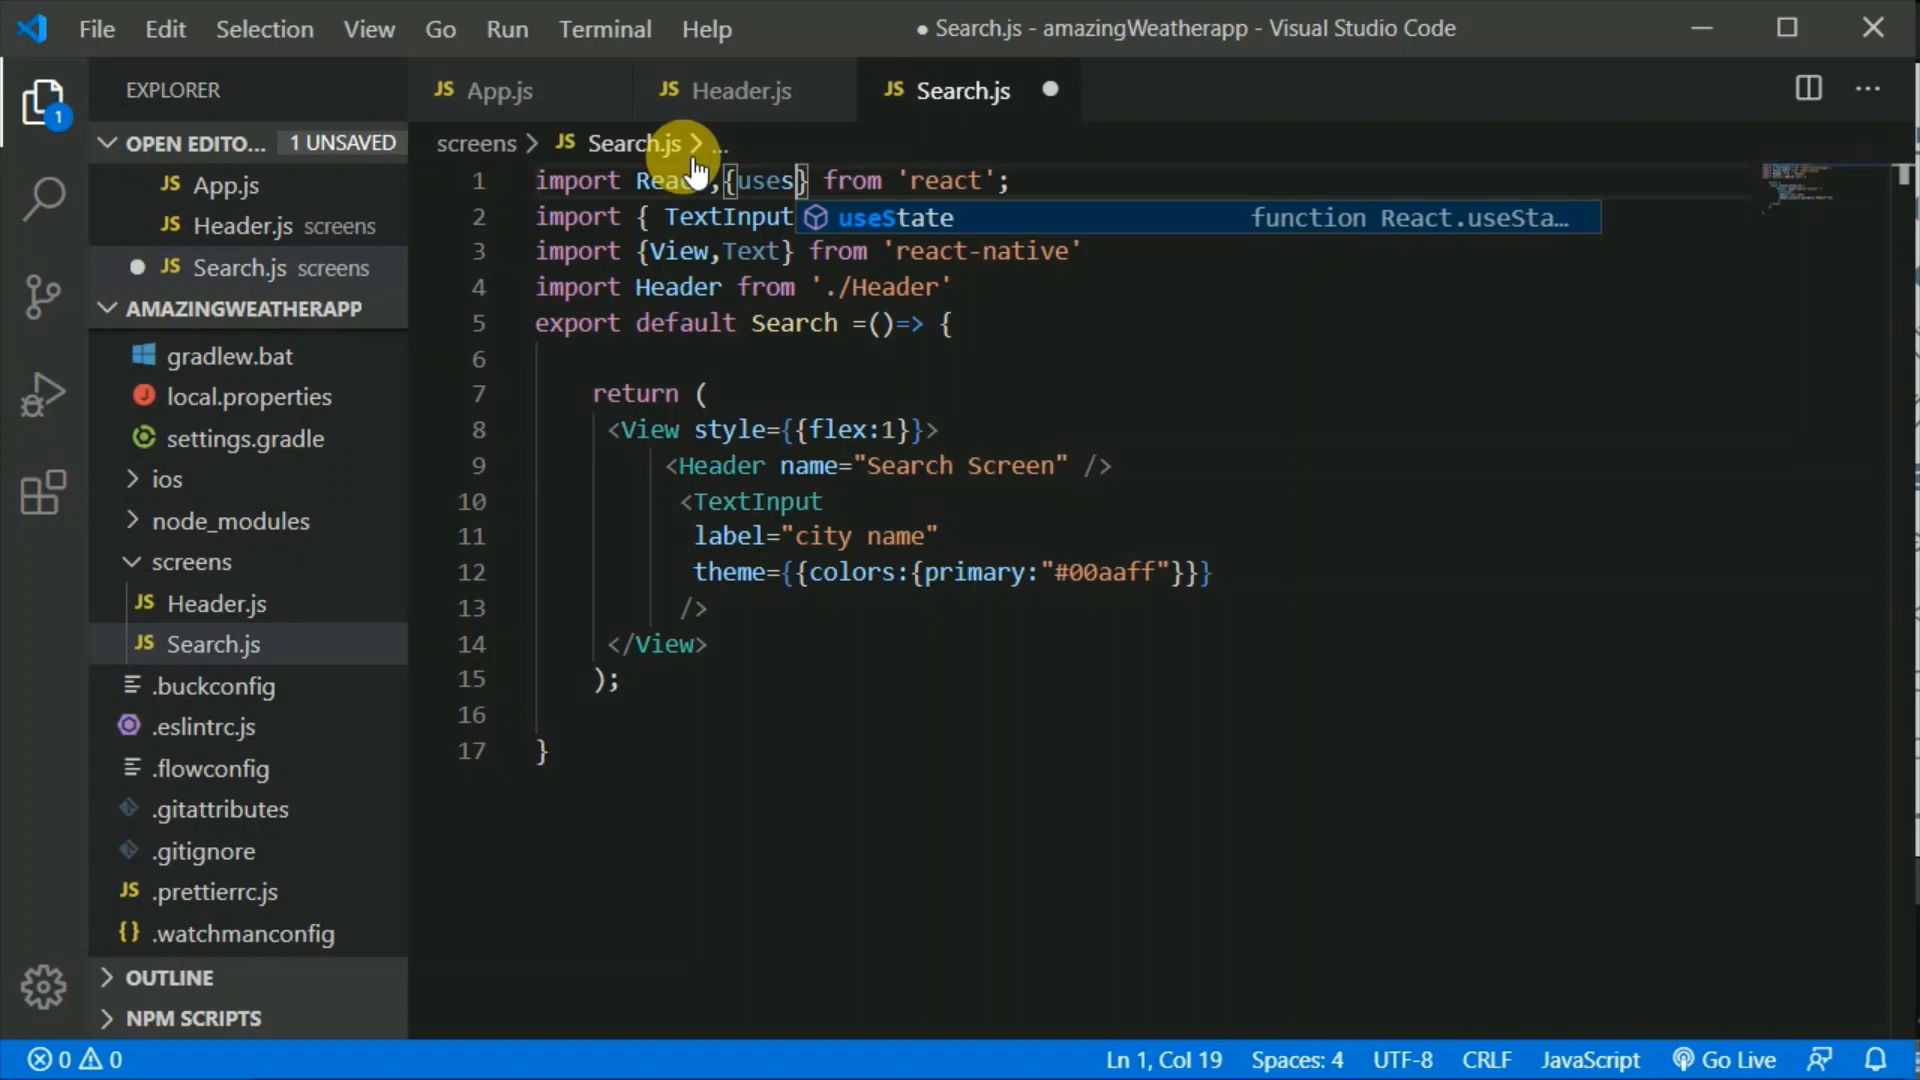 File Edit Selection View Go Run Terminal Help ● Search.js - amazingWeatherapp - Visual Studio Code
EXPLORER
OPEN EDITO... 1 UNSAVED
JS App.js
JS Header.js screens
JS Search.js screens
AMAZINGWEATHERAPP
gradlew.bat
local.properties
settings.gradle
ios
node_modules
screens
JS Header.js
JS Search.js
.buckconfig
.eslintrc.js
.flowconfig
.gitattributes
.gitignore
JS .prettierrc.js
{} .watchmanconfig
OUTLINE
NPM SCRIPTS
1
JS App.js JS Header.js JS Search.js
screens > JS Search.js > ...
1 import ,{uses} from 'react';
2 import { TextInput
useState function React.useSta...
3 import {View,Text} from 'react-native'
4 import Header from './Header'
5 export default Search =()=> {
6
7 return (
8 <View style={{flex:1}}>
9 <Header name="Search Screen" />
10 <TextInput
11 label="city name"
12 theme={{colors:{primary:"#00aaff"}}}
13 />
14 </View>
15 );
16
17 }
0 0 Ln 1, Col 19 Spaces: 4 UTF-8 CRLF JavaScript Go Live